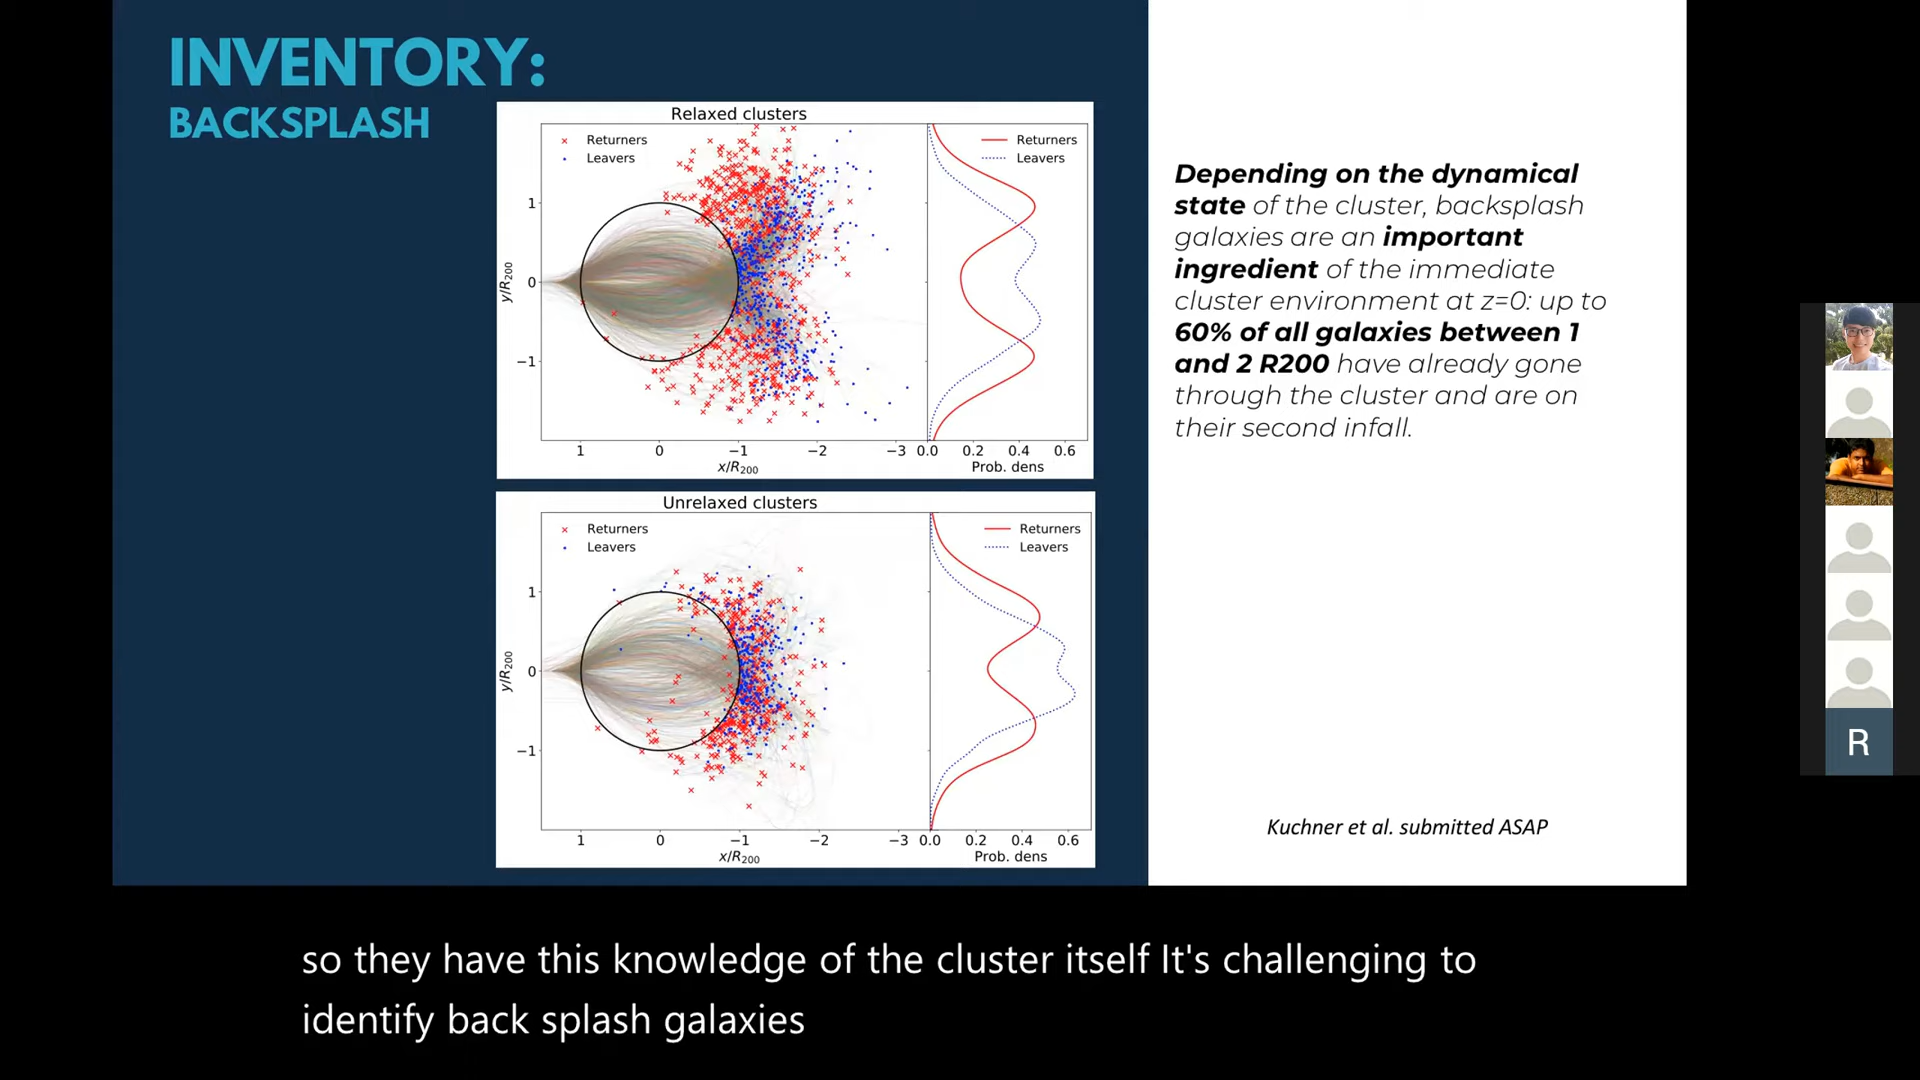 INVENTORY:
BACKSPLASH
Relaxed clusters
Returners
Leavers
Returners
Leavers
1
0
−1
y/R200
1 0 −1 −2 −3 0.0 0.2 0.4 0.6
x/R200 Prob. dens
Unrelaxed clusters
Returners
Leavers
Returners
Leavers
1
0
−1
y/R200
1 0 −1 −2 −3 0.0 0.2 0.4 0.6
x/R200 Prob. dens
Depending on the dynamical
state of the cluster, backsplash
galaxies are an important
ingredient of the immediate
cluster environment at z=0: up to
60% of all galaxies between 1
and 2 R200 have already gone
through the cluster and are on
their second infall.
Kuchner et al. submitted ASAP
R
so they have this knowledge of the cluster itself It's challenging to
identify back splash galaxies